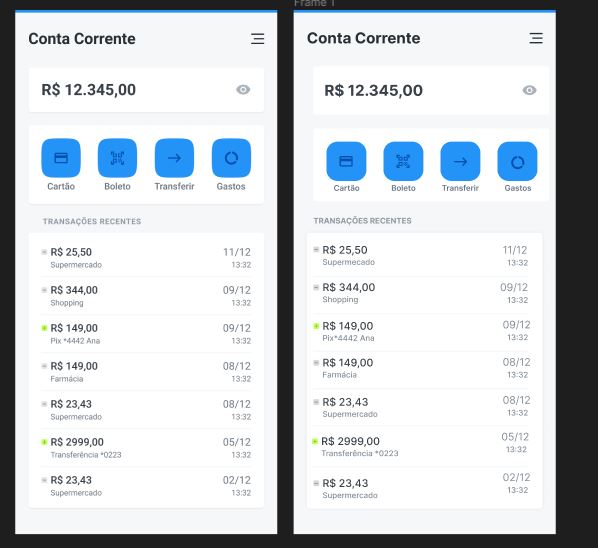 Frame 1
Conta Corrente
R$ 12.345,00
Cartão Boleto Transferir Gastos
TRANSAÇÕES RECENTES
R$ 25,50 11/12
Supermercado 13:32
R$ 344,00 09/12
Shopping 13:32
R$ 149,00 09/12
Pix *4442 Ana 13:32
R$ 149,00 08/12
Farmácia 13:32
R$ 23,43 08/12
Supermercado 13:32
R$ 2999,00 05/12
Transferência *0223 13:32
R$ 23,43 02/12
Supermercado 13:32
Conta Corrente
R$ 12.345,00
Cartão Boleto Transferir Gastos
TRANSAÇÕES RECENTES
R$ 25,50 11/12
Supermecado 13:32
R$ 344,00 09/12
Shopping 13:32
R$ 149,00 09/12
Pix*4442 Ana 13:32
R$ 149,00 08/12
Farmácia 13:32
R$ 23,43 08/12
Supermercado 13:32
R$ 2999,00 05/12
Transferência *0223 13:32
R$ 23,43 02/12
Supermercado 13:32